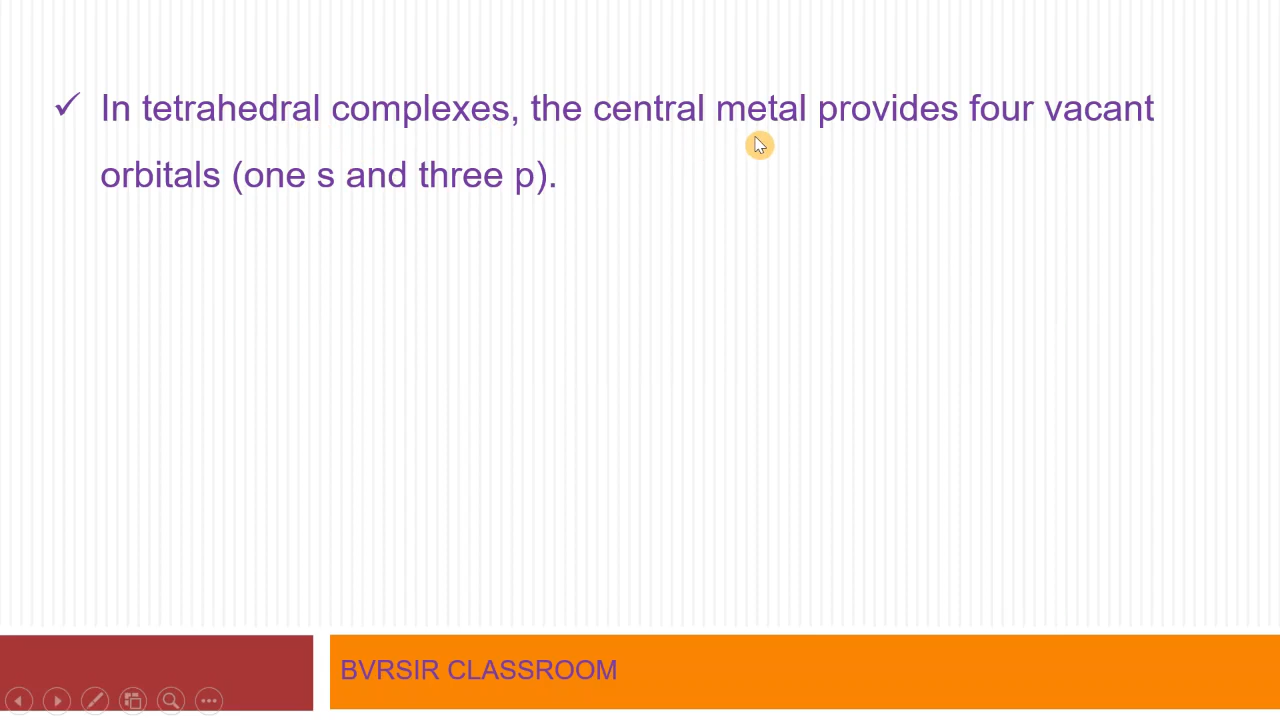 ✓ In tetrahedral complexes, the central metal provides four vacant
orbitals (one s and three p).
BVRSIR CLASSROOM